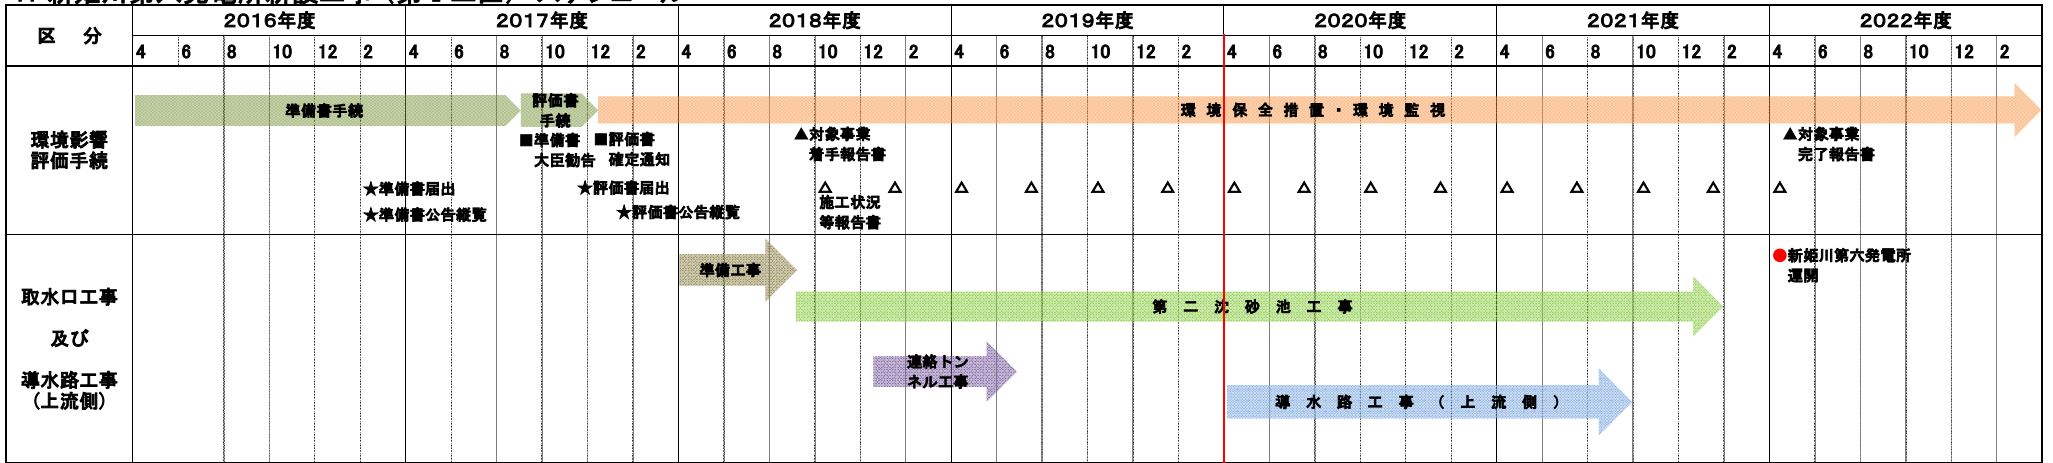 区 分
2016年度 2017年度 2018年度 2019年度 2020年度 2021年度 2022年度
4 6 8 10 12 2 4 6 8 10 12 2 4 6 8 10 12 2 4 6 8 10 12 2 4 6 8 10 12 2 4 6 8 10 12 2 4 6 8 10 12 2
環境影響
評価手続
準備書手続
評価書
手続
環境保全措置・環境監視
■準備書
大臣勧告
■評価書
確定通知
▲対象事業
着手報告書
▲対象事業
完了報告書
★準備書届出
★評価書届出
★準備書公告縦覧
★評価書公告縦覧
△ △ △ △ △ △ △ △ △ △ △ △ △ △ △
施工状況
等報告書
取水口工事
及び
導水路工事
(上流側)
準備工事
●新姫川第六発電所
運開
第二沈砂池工事
連絡トン
ネル工事
導水路工事(上流側)